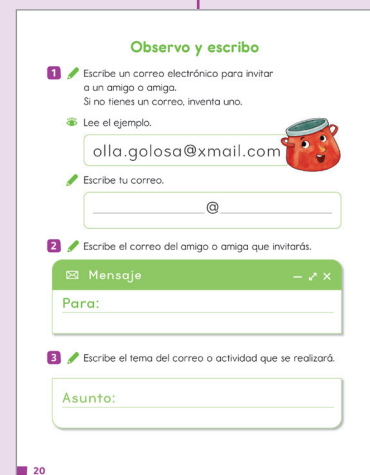 Observo y escribo
1 Escribe un correo electrónico para invitar
a un amigo o amiga.
Si no tienes un correo, inventa uno.
Lee el ejemplo.
olla.golosa@xmail.com
Escribe tu correo.
@
2 Escribe el correo del amigo o amiga que invitarás.
Mensaje
Para:
3 Escribe el tema del correo o actividad que se realizará.
Asunto:
20